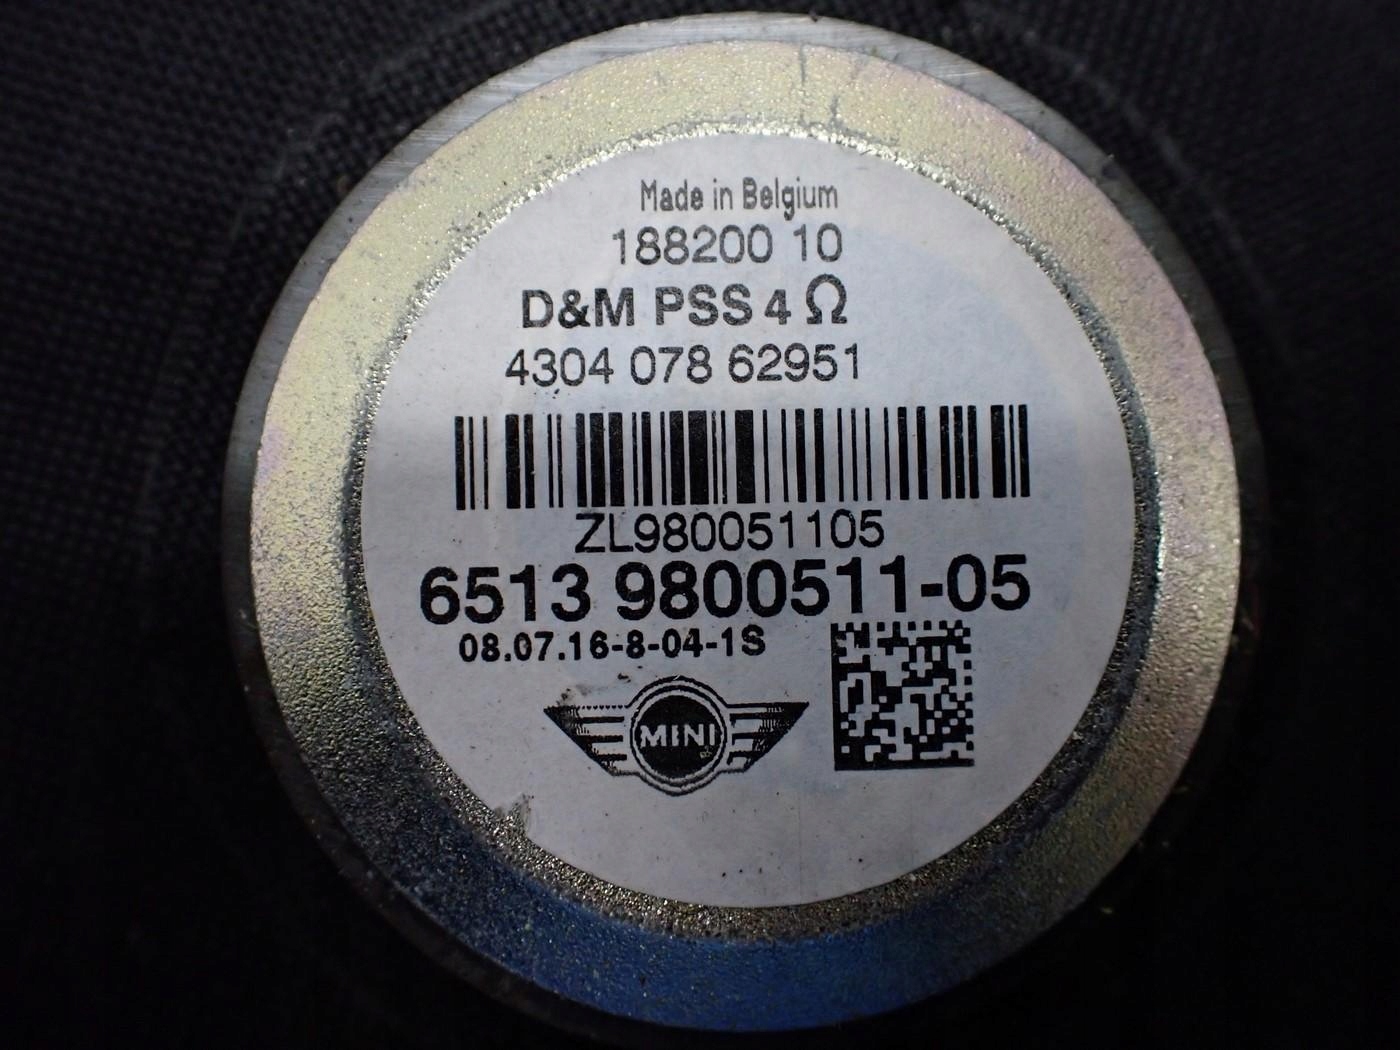 Made in Belgium
188200 10
D&M PSS 4 Ω
4304 078 62951
ZL980051105
6513 9800511-05
08.07.16-8-04-1S
MINI